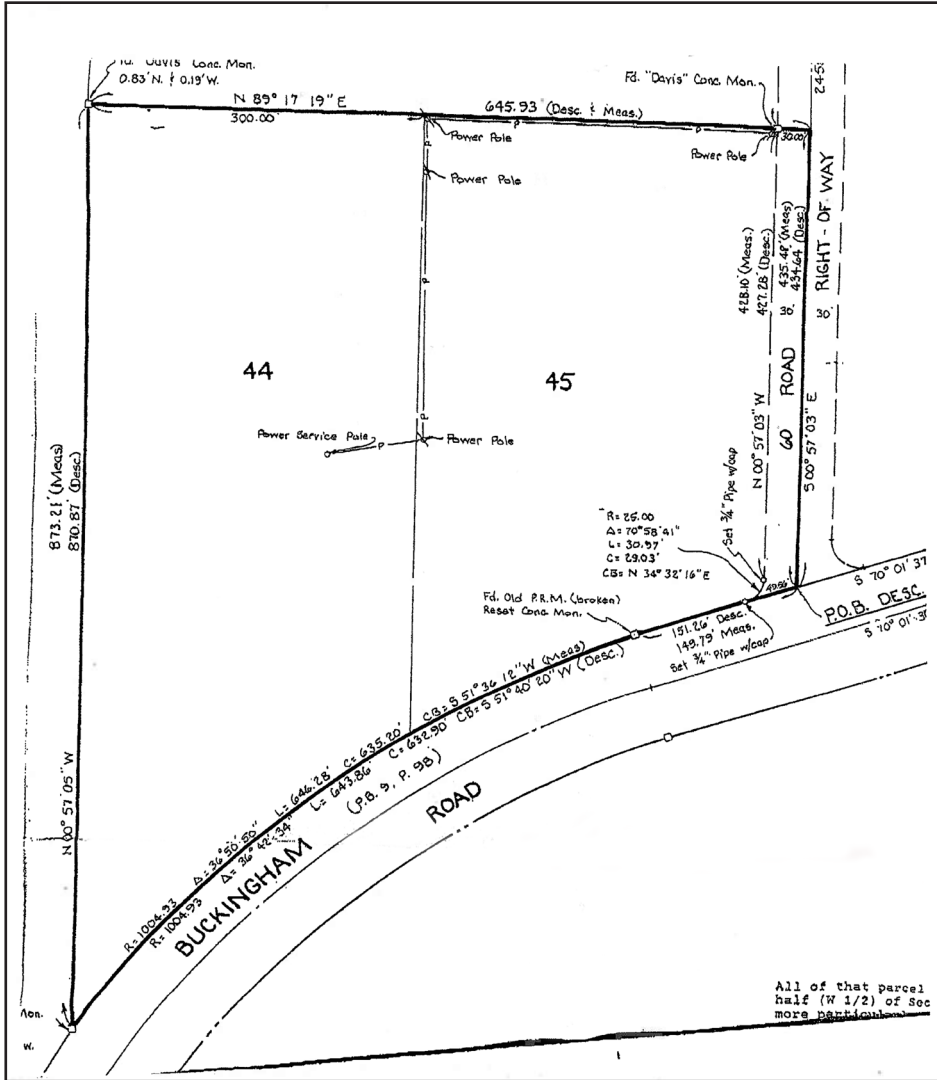 Conc. Mon.
0.83' N. & 0.19' W.
N 89° 17' 19" E
300.00'
645.93 (Desc. & Meas.)
Fd. "Davis" Conc. Mon.
30.00
Power Pole
Power Pole
Power Pole
P
P
P
P
P
44
45
RIGHT-OF-WAY
30'
60' ROAD
30'
428.10' (Meas.)
427.28' (Desc.)
435.48' (Meas)
434.64' (Desc)
N 00° 57' 03" W
S 00° 57' 03" E
Power Service Pole
P
Power Pole
873.21' (Meas)
870.87' (Desc)
N 00° 57' 05" W
R= 25.00
Δ= 70° 58' 41"
L= 30.97'
C= 29.03'
CB= N 34° 32' 16" E
Set 3/4" Pipe w/cap
Fd. Old P.R.M. (broken)
Reset Conc. Mon.
151.26' Desc.
149.79' Meas.
Set 3/4" Pipe w/cap
S 70° 01' 37
P.O.B. DESC.
R= 1004.93 Δ= 36° 50' 50" L= 646.28' C= 635.20' CB= S 51° 36' 12" W (Meas)
R= 1004.93 Δ= 36° 42' 34" L= 643.86' C= 632.90' CB= S 51° 40' 20" W (Desc.)
(P.B. 9, P. 98)
BUCKINGHAM ROAD
Mon.
W.
All of that parcel
half (W 1/2) of Sec
more